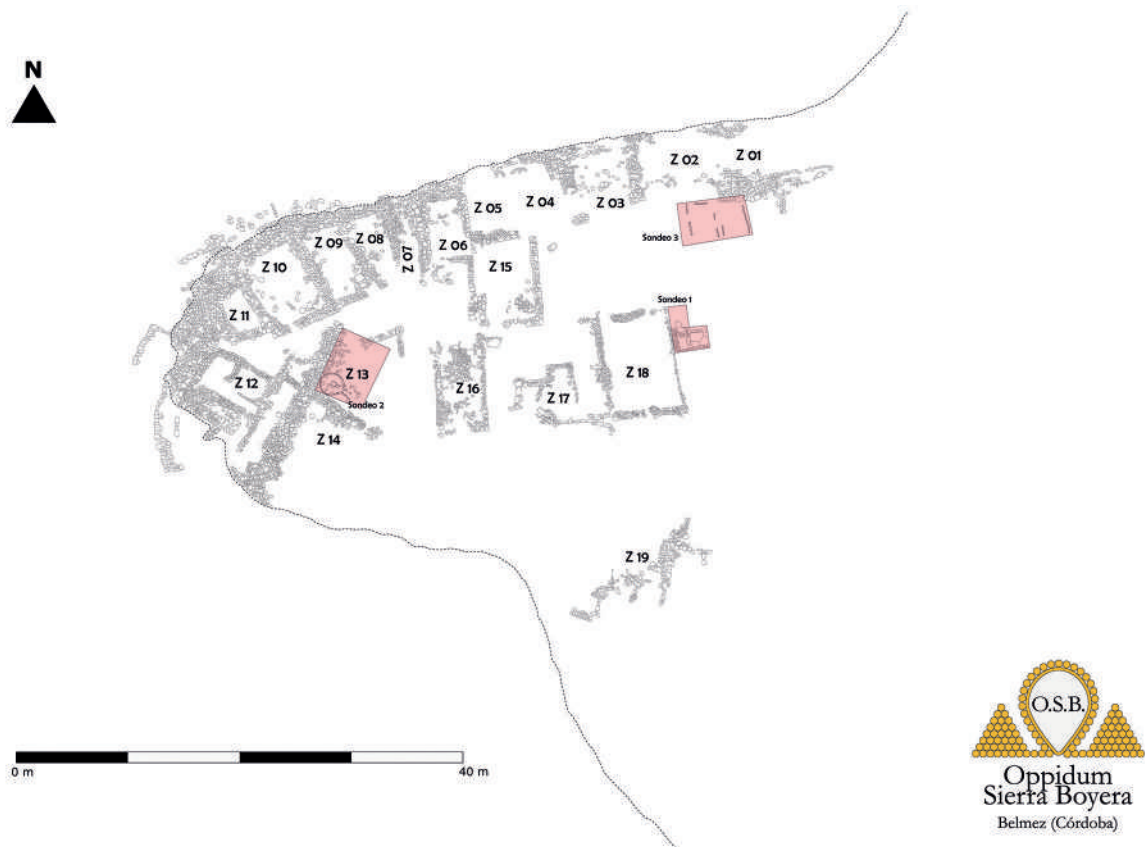 N
Z 01
Z 02
Z 03
Z 04
Z 05
Z 06
Z 07
Z 08
Z 09
Z 10
Z 11
Z 12
Z 13
Z 14
Z 15
Z 16
Z 17
Z 18
Z 19
Sondeo 3
Sondeo 1
Sondeo 2
0 m
40 m
O.S.B.
Oppidum
Sierra Boyera
Belmez (Córdoba)